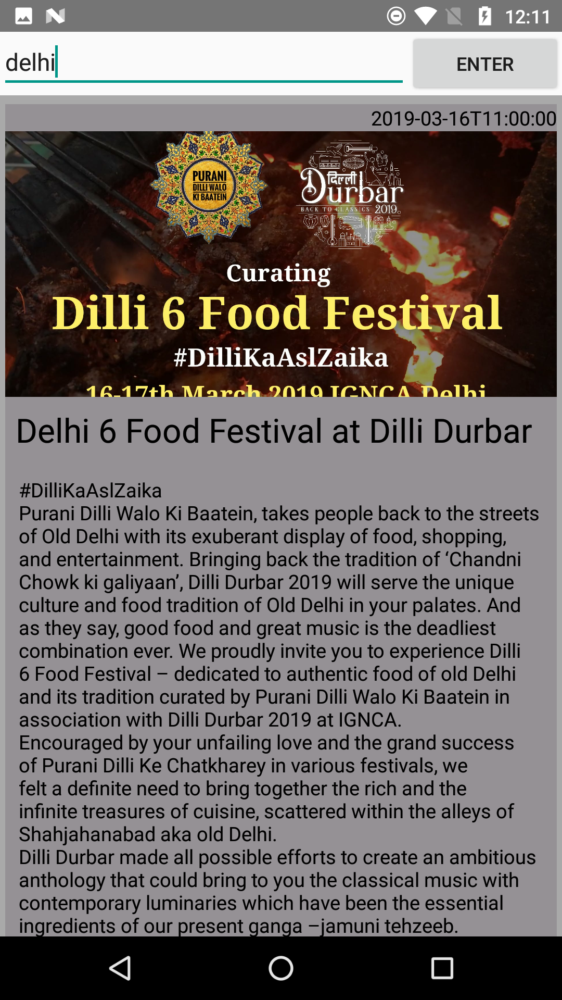 12:11
delhi
ENTER
2019-03-16T11:00:00
PURANI
DILLI WALO
KI BAATEIN
दिल्ली
Durbar
BACK TO CLASSICS 2019
Curating
Dilli 6 Food Festival
#DilliKaAslZaika
16-17th March 2019 IGNCA Delhi
Delhi 6 Food Festival at Dilli Durbar
#DilliKaAslZaika
Purani Dilli Walo Ki Baatein, takes people back to the streets
of Old Delhi with its exuberant display of food, shopping,
and entertainment. Bringing back the tradition of ‘Chandni
Chowk ki galiyaan’, Dilli Durbar 2019 will serve the unique
culture and food tradition of Old Delhi in your palates. And
as they say, good food and great music is the deadliest
combination ever. We proudly invite you to experience Dilli
6 Food Festival – dedicated to authentic food of old Delhi
and its tradition curated by Purani Dilli Walo Ki Baatein in
association with Dilli Durbar 2019 at IGNCA.
Encouraged by your unfailing love and the grand success
of Purani Dilli Ke Chatkharey in various festivals, we
felt a definite need to bring together the rich and the
infinite treasures of cuisine, scattered within the alleys of
Shahjahanabad aka old Delhi.
Dilli Durbar made all possible efforts to create an ambitious
anthology that could bring to you the classical music with
contemporary luminaries which have been the essential
ingredients of our present ganga –jamuni tehzeeb.